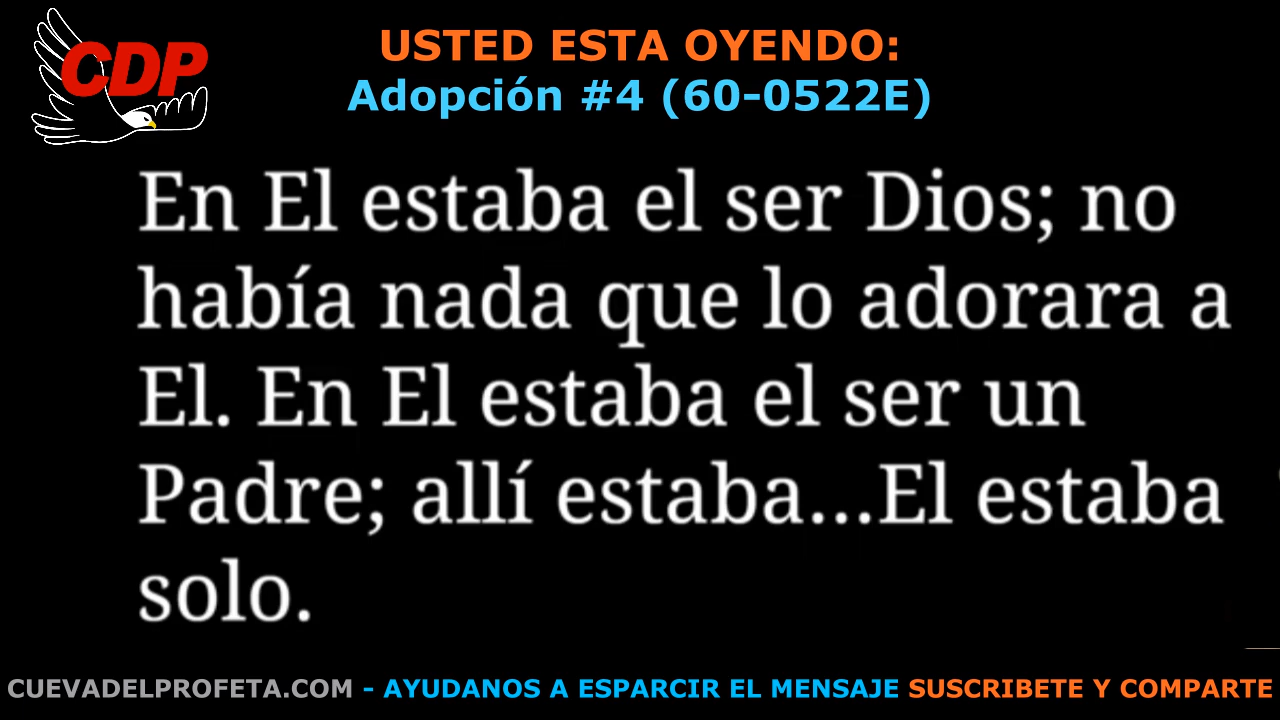 CDP
USTED ESTA OYENDO:
Adopción #4 (60-0522E)
En El estaba el ser Dios; no
había nada que lo adorara a
El. En El estaba el ser un
Padre; allí estaba...El estaba
solo.
CUEVADELPROFETA.COM - AYUDANOS A ESPARCIR EL MENSAJE SUSCRIBETE Y COMPARTE